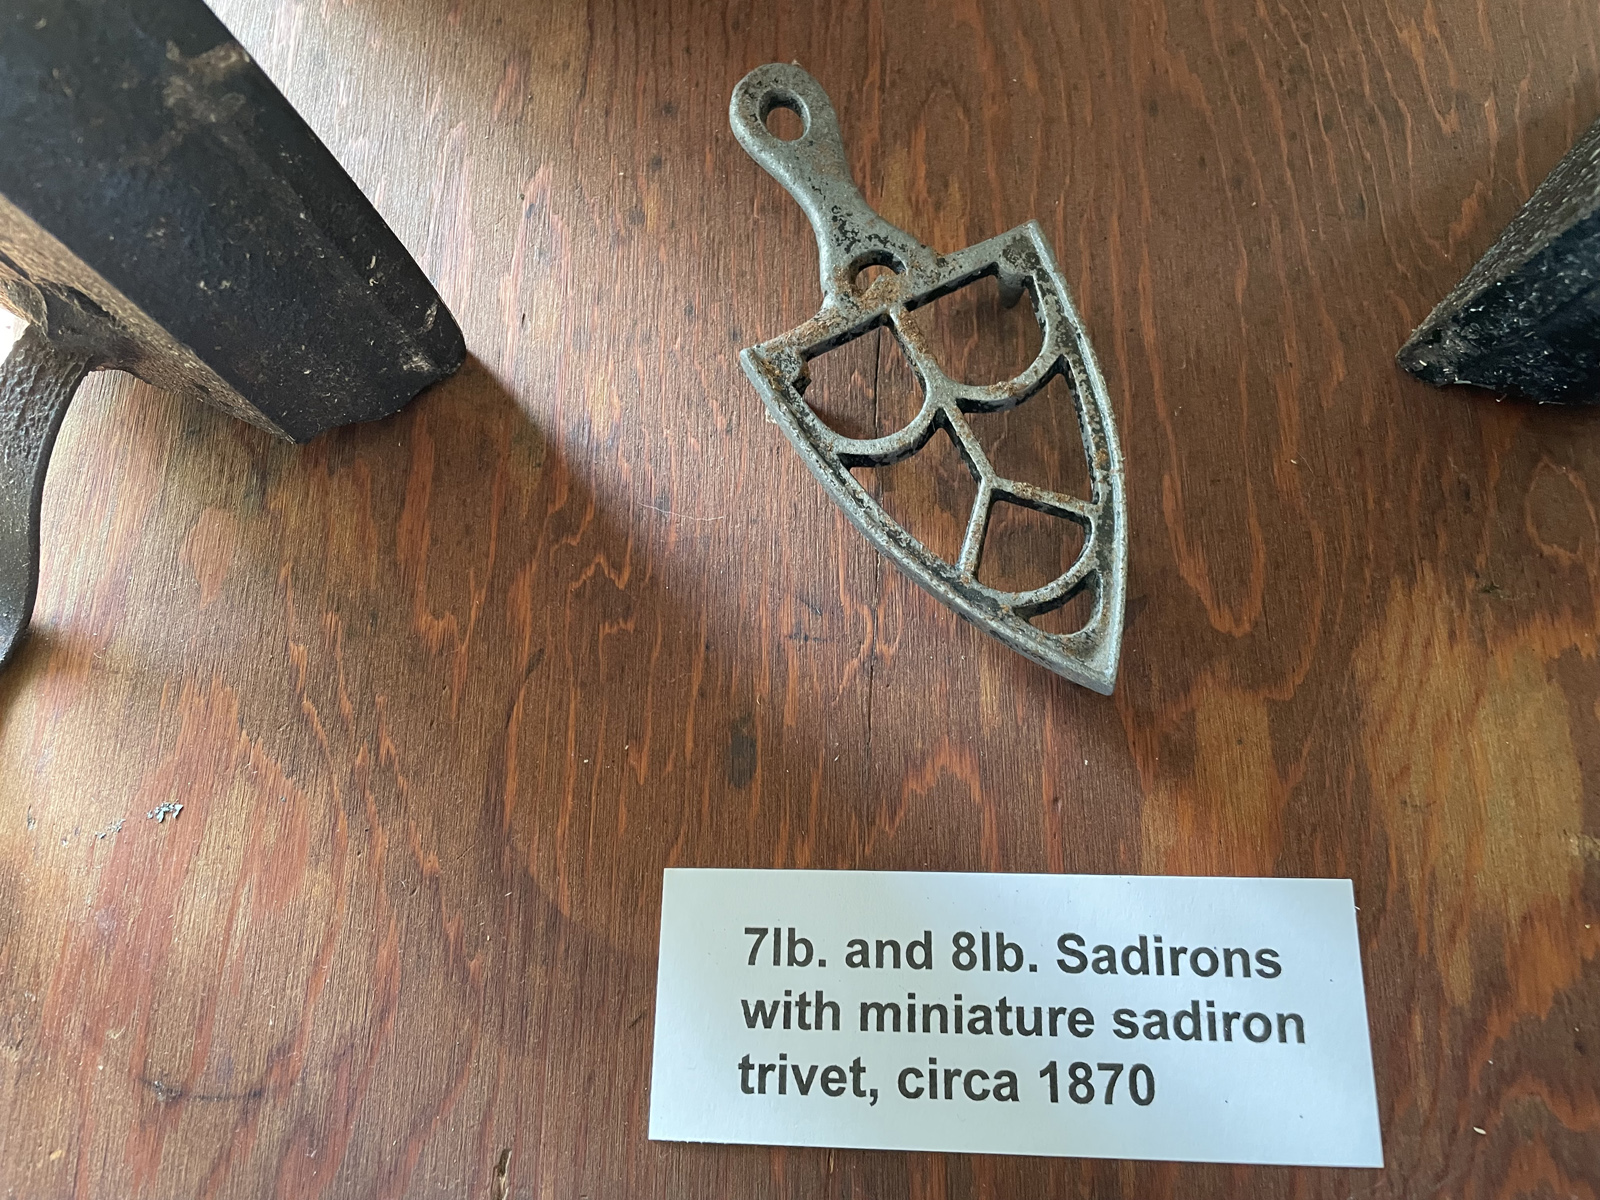 7lb. and 8lb. Sadirons
with miniature sadiron
trivet, circa 1870